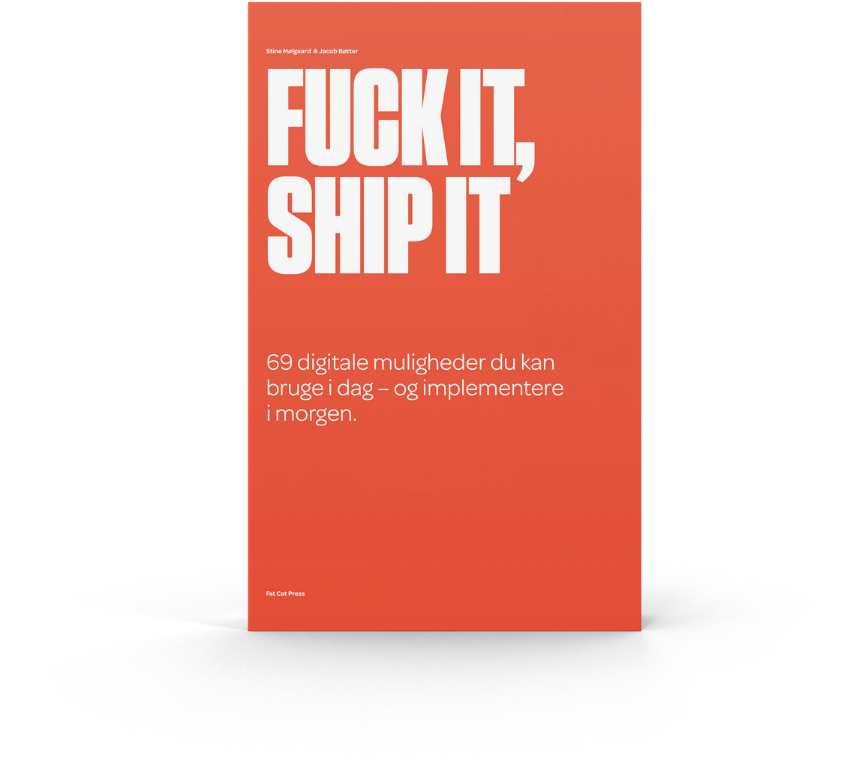 Stine Mølgaard & Jacob Bøtter
FUCK IT,
SHIP IT
69 digitale muligheder du kan
bruge i dag – og implementere
i morgen.
Fat Cat Press